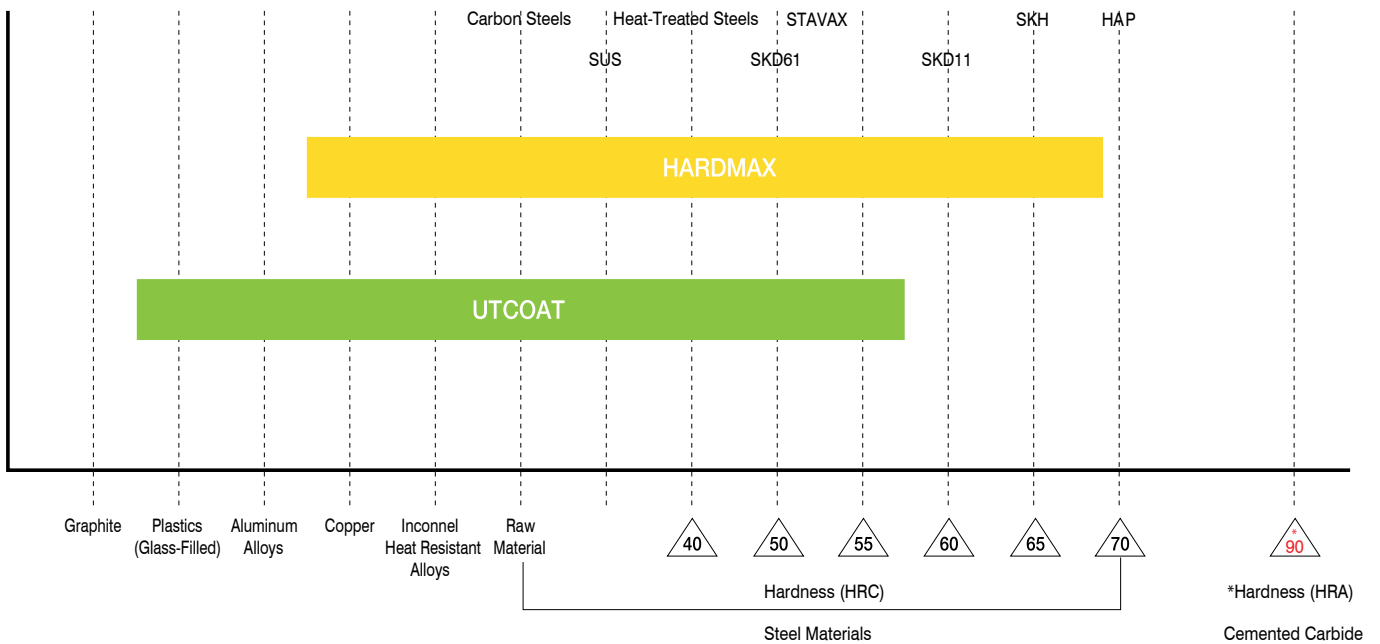 Carbon Steels
Heat-Treated Steels
STAVAX
SKH
HAP
SUS
SKD61
SKD11
HARDMAX
UTCOAT
Graphite
Plastics
(Glass-Filled)
Aluminum
Alloys
Copper
Inconnel
Heat Resistant
Alloys
Raw
Material
40
50
55
60
65
70
*
90
Hardness (HRC)
*Hardness (HRA)
Steel Materials
Cemented Carbide